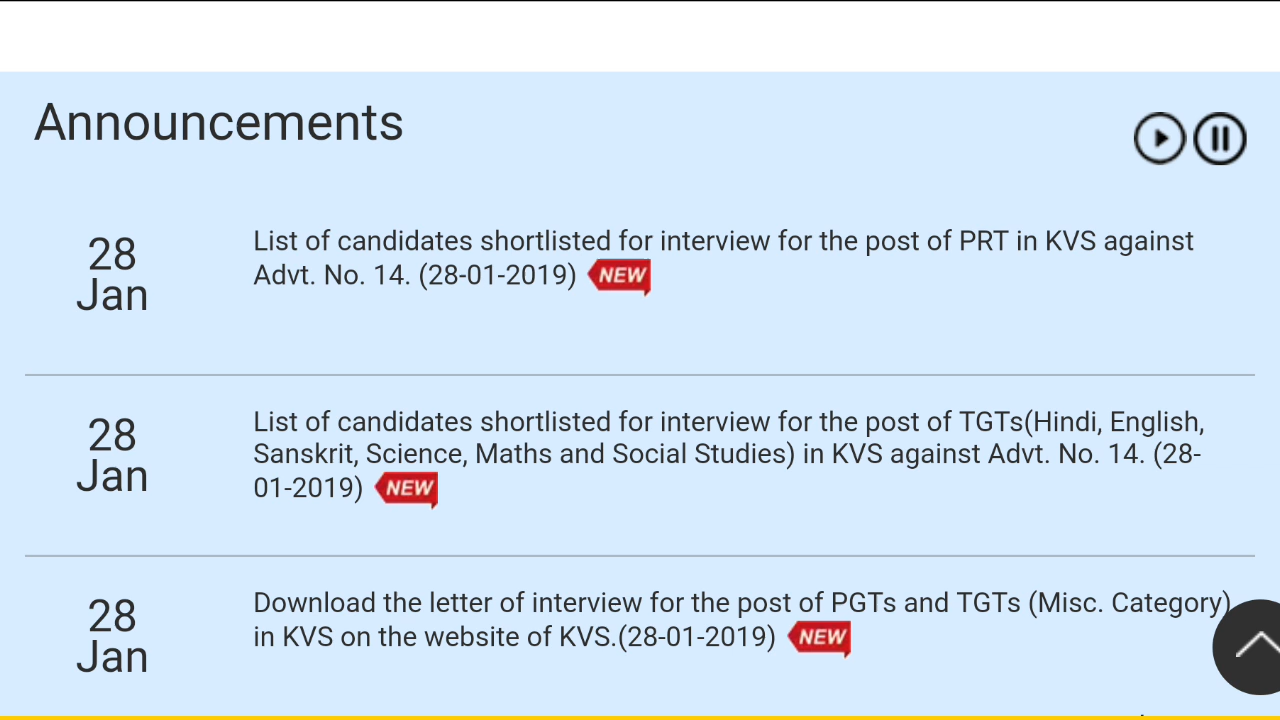 Announcements
28
Jan
List of candidates shortlisted for interview for the post of PRT in KVS against
Advt. No. 14. (28-01-2019) NEW
28
Jan
List of candidates shortlisted for interview for the post of TGTs(Hindi, English,
Sanskrit, Science, Maths and Social Studies) in KVS against Advt. No. 14. (28-
01-2019) NEW
28
Jan
Download the letter of interview for the post of PGTs and TGTs (Misc. Category)
in KVS on the website of KVS.(28-01-2019) NEW